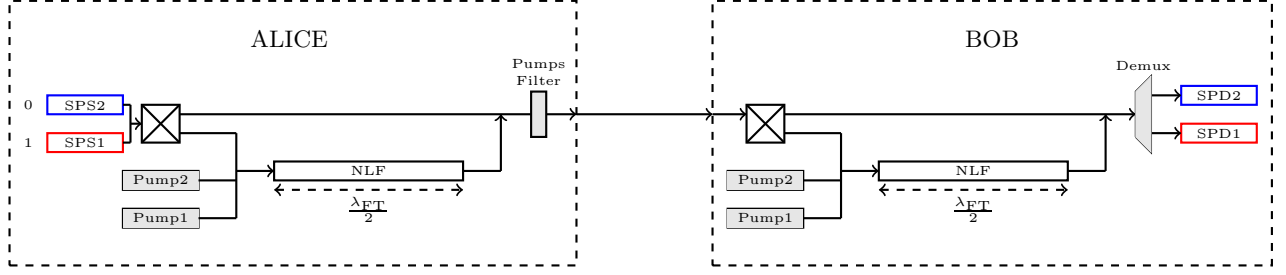 ALICE
BOB
Pumps
Filter
Demux
0
SPS2
SPD2
1
SPS1
SPD1
NLF
NLF
Pump2
Pump2
λFT
2
λFT
2
Pump1
Pump1